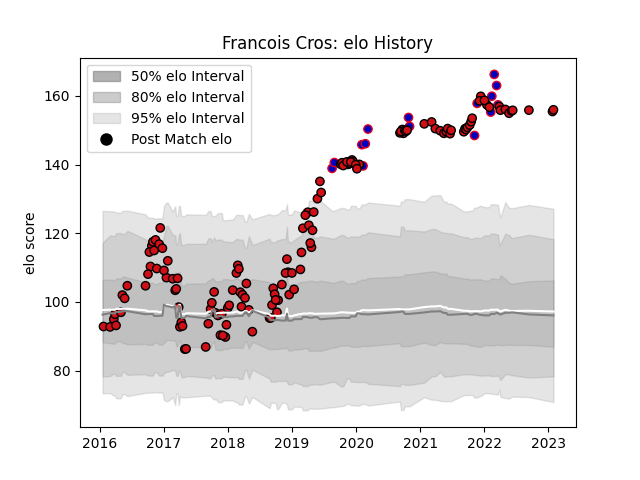 Francois Cros: elo History
50% elo Interval
80% elo Interval
95% elo Interval
Post Match elo
elo score
160
140
120
100
80
2016 2017 2018 2019 2020 2021 2022 2023